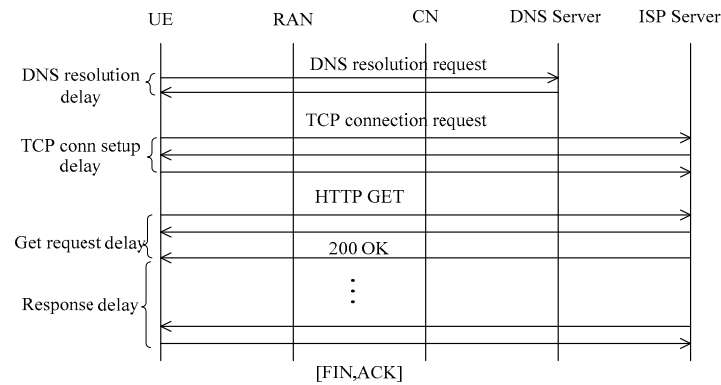 UE RAN CN DNS Server ISP Server
DNS resolution request
DNS resolution
delay
TCP connection request
TCP conn setup
delay
HTTP GET
Get request delay
200 OK
Response delay
[FIN,ACK]